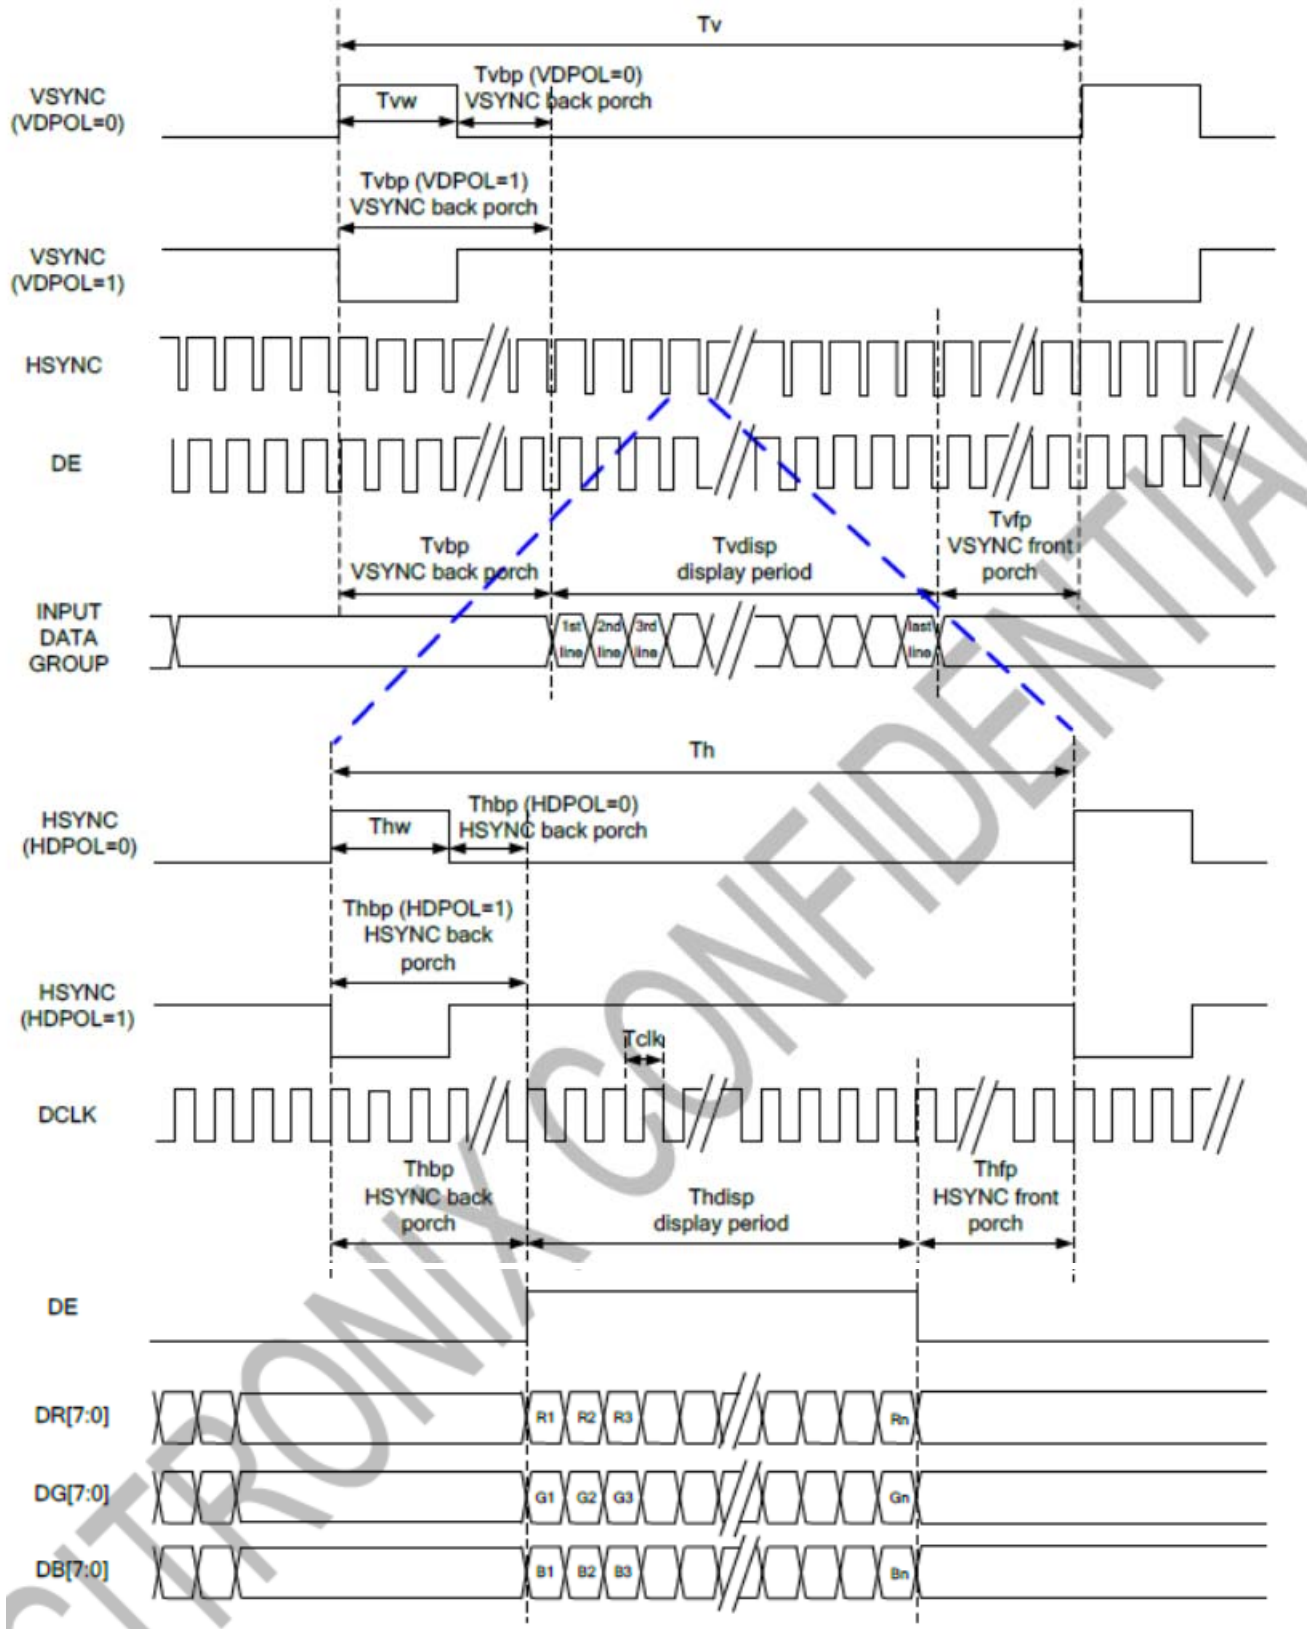 Tv
VSYNC
(VDPOL=0)
Tvw
Tvbp (VDPOL=0)
VSYNC back porch
Tvbp (VDPOL=1)
VSYNC back porch
VSYNC
(VDPOL=1)
HSYNC
DE
Tvbp
VSYNC back porch
Tvdisp
display period
Tvfp
VSYNC front
porch
INPUT
DATA
GROUP
1st
line
2nd
line
3rd
line
last
line
Th
HSYNC
(HDPOL=0)
Thw
Thbp (HDPOL=0)
HSYNC back porch
Thbp (HDPOL=1)
HSYNC back
porch
HSYNC
(HDPOL=1)
Tclk
DCLK
Thbp
HSYNC back
porch
Thdisp
display period
Thfp
HSYNC front
porch
DE
DR[7:0]
R1 R2 R3 Rn
DG[7:0]
G1 G2 G3 Gn
DB[7:0]
B1 B2 B3 Bn
CTRONIX CONFIDENTIAL